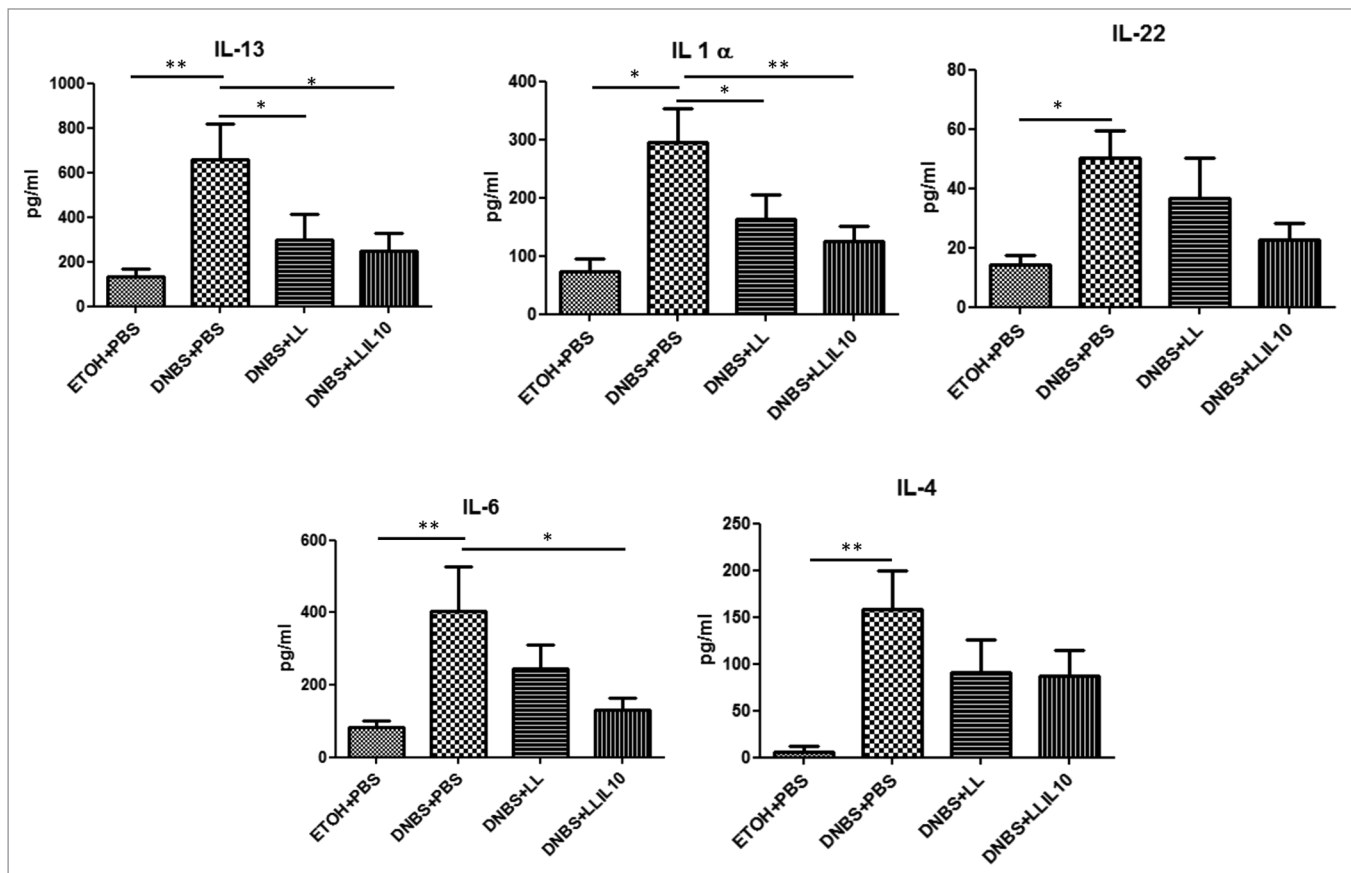 IL-13
**
*
*
pg/ml
1000
800
600
400
200
0
ETOH+PBS
DNBS+PBS
DNBS+LL
DNBS+LLIL10
IL 1 α
*
**
*
pg/ml
400
300
200
100
0
ETOH+PBS
DNBS+PBS
DNBS+LL
DNBS+LLIL10
IL-22
*
pg/ml
80
60
40
20
0
ETOH+PBS
DNBS+PBS
DNBS+LL
DNBS+LLIL10
IL-6
**
*
pg/ml
600
400
200
0
ETOH+PBS
DNBS+PBS
DNBS+LL
DNBS+LLIL10
IL-4
**
pg/ml
250
200
150
100
50
0
ETOH+PBS
DNBS+PBS
DNBS+LL
DNBS+LLIL10